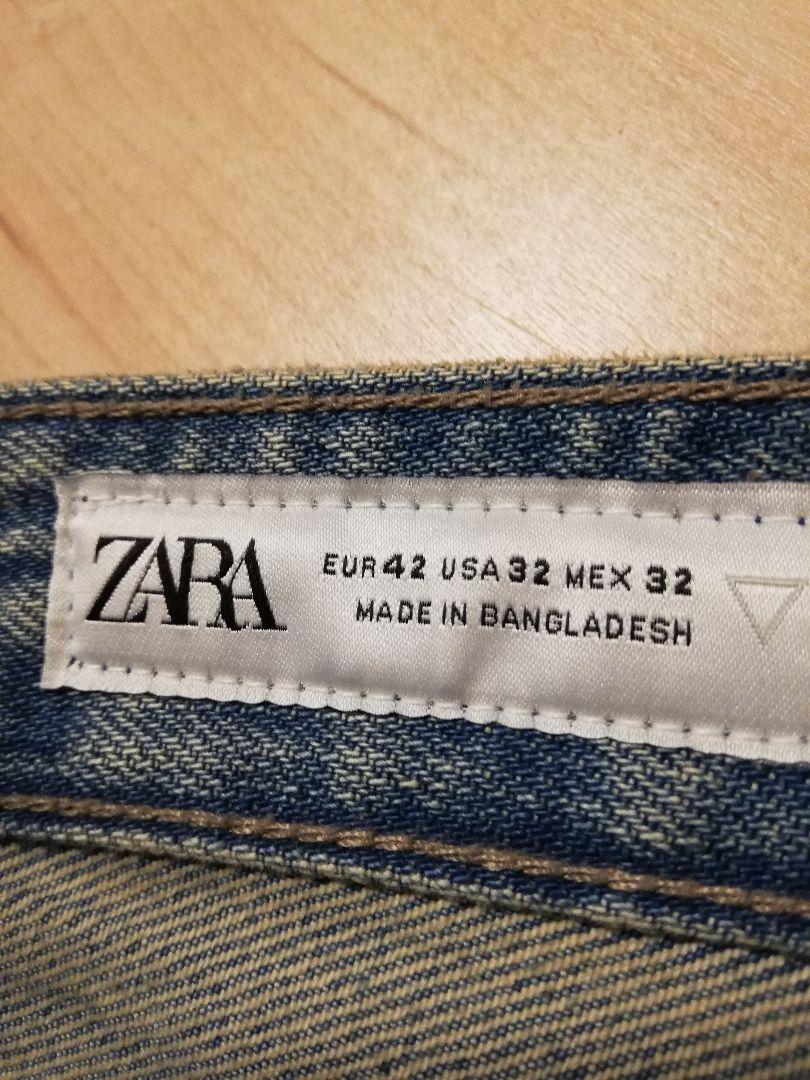 ZARA
EUR 42 USA 32 MEX 32
MADE IN BANGLADESH